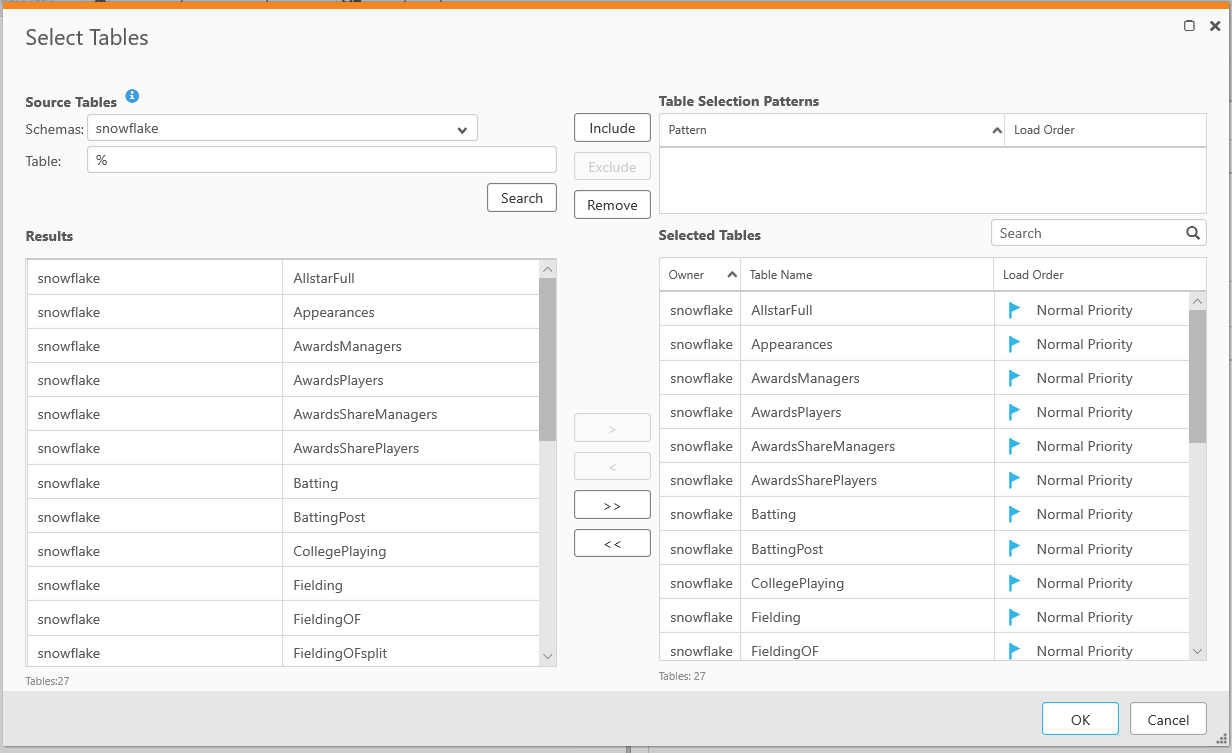 Select Tables
Source Tables
Schemas: snowflake
Table: %
Search
Results
snowflake AllstarFull
snowflake Appearances
snowflake AwardsManagers
snowflake AwardsPlayers
snowflake AwardsShareManagers
snowflake AwardsSharePlayers
snowflake Batting
snowflake BattingPost
snowflake CollegePlaying
snowflake Fielding
snowflake FieldingOF
snowflake FieldingOFsplit
Tables:27
Include
Exclude
Remove
>
<
>>
<<
Table Selection Patterns
Pattern Load Order
Selected Tables Search
Owner Table Name Load Order
snowflake AllstarFull Normal Priority
snowflake Appearances Normal Priority
snowflake AwardsManagers Normal Priority
snowflake AwardsPlayers Normal Priority
snowflake AwardsShareManagers Normal Priority
snowflake AwardsSharePlayers Normal Priority
snowflake Batting Normal Priority
snowflake BattingPost Normal Priority
snowflake CollegePlaying Normal Priority
snowflake Fielding Normal Priority
snowflake FieldingOF Normal Priority
Tables: 27
OK Cancel